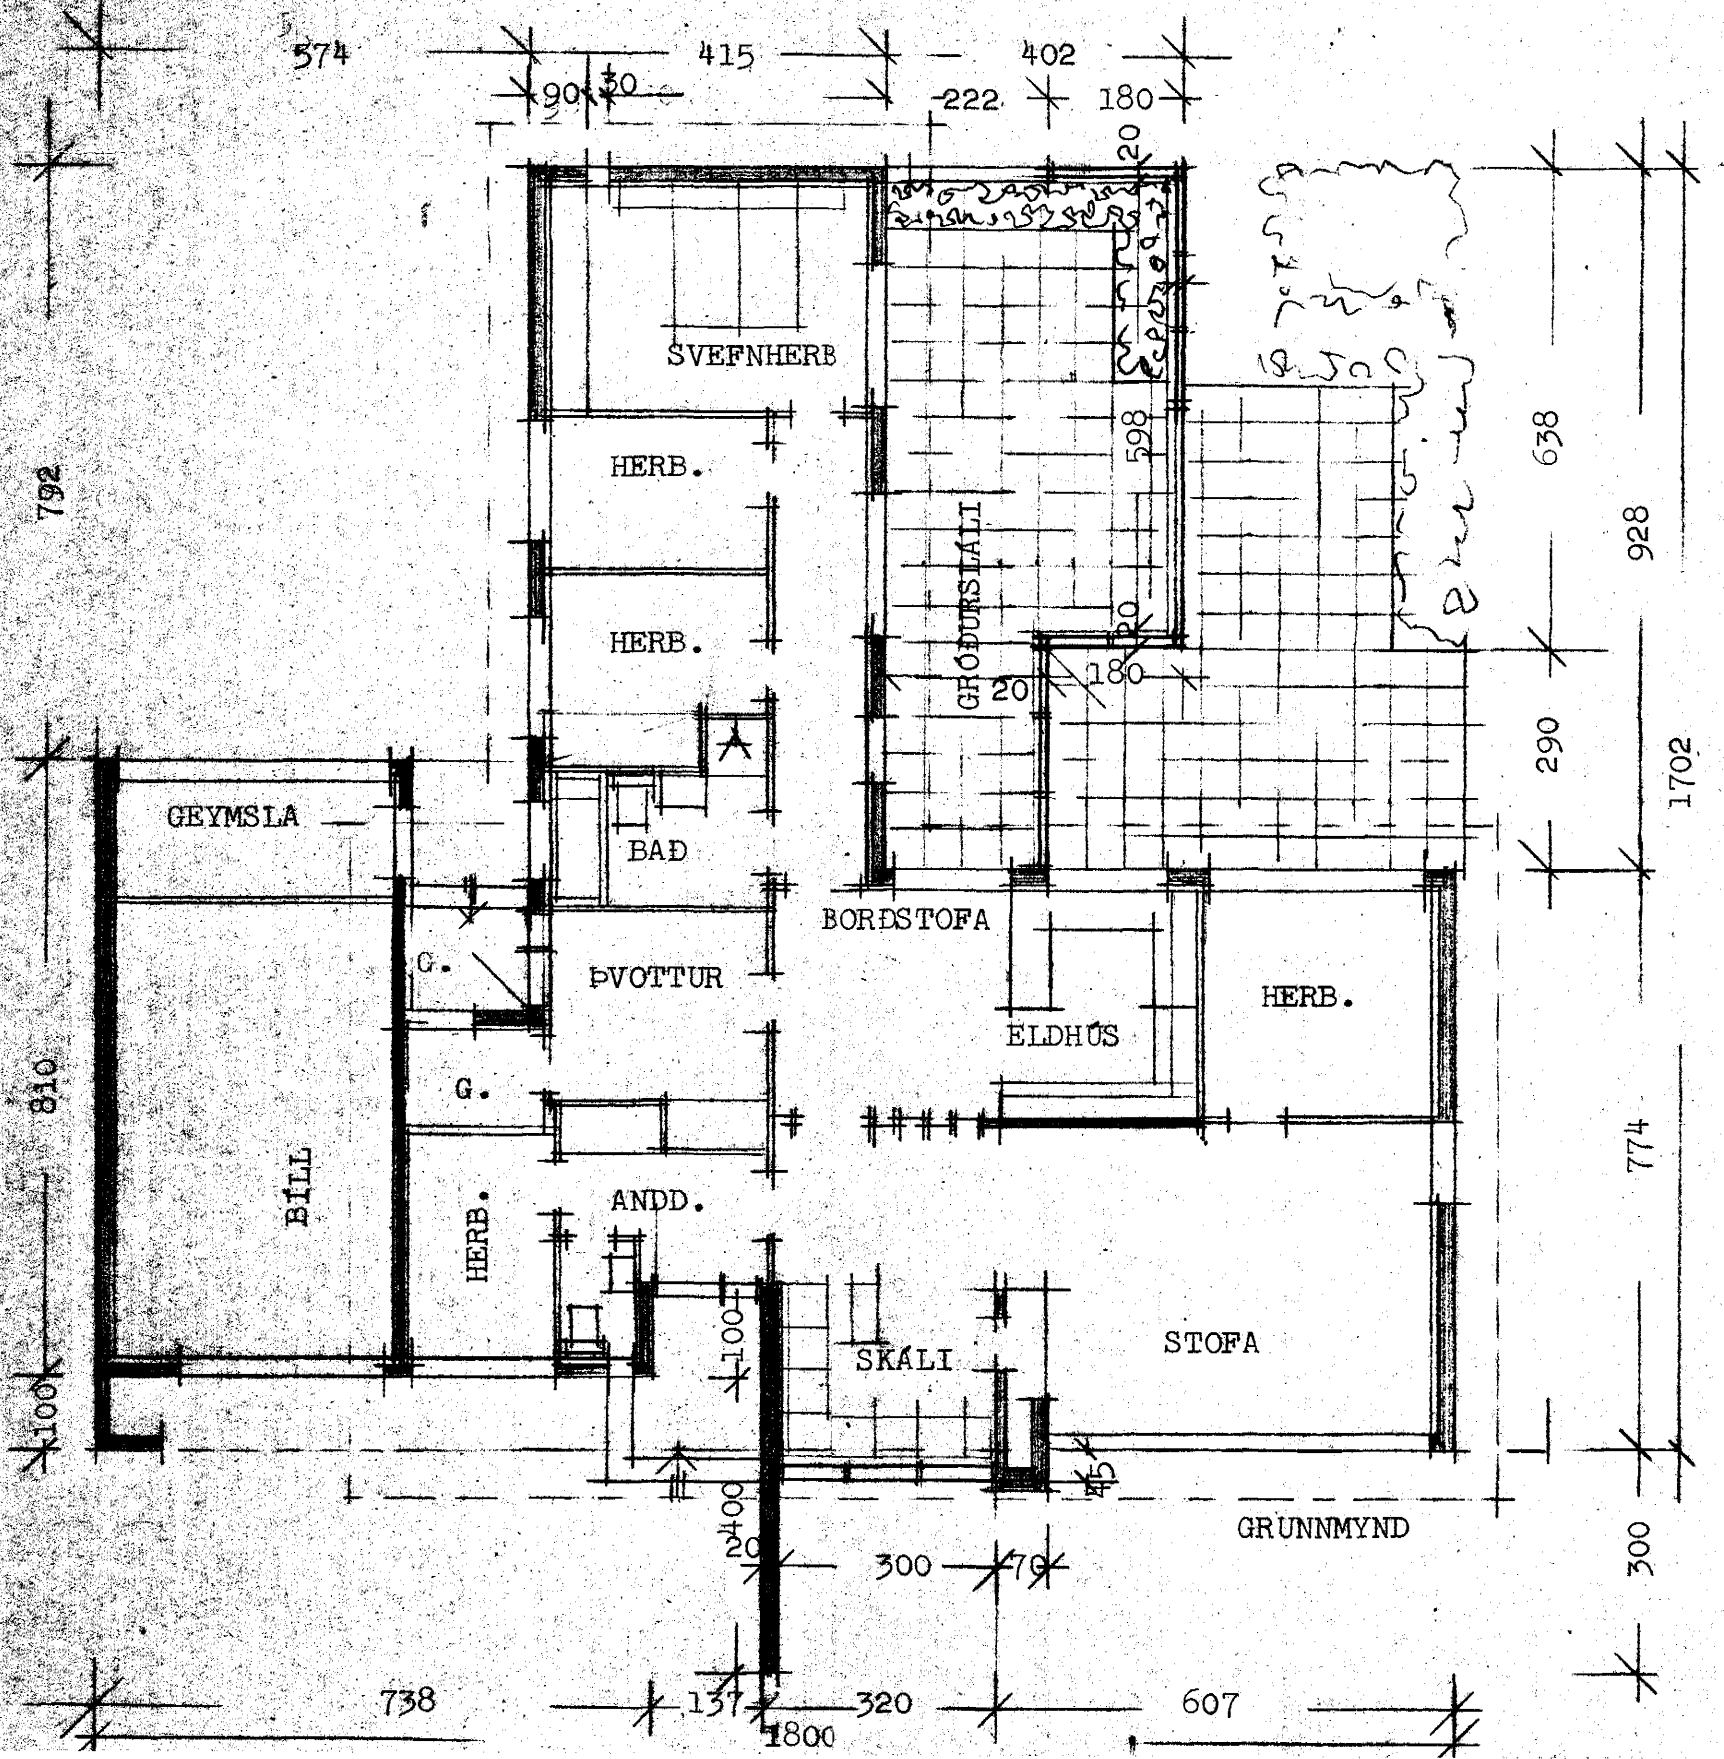 574 415 402
90 30 222 180
20
SVEFNHERB
598
638
HERB.
792
928
GRÓÐURSLÁLI
HERB.
20
180
20
290
1702
GEYMSLA
BAÐ
BORÐSTOFA
G.
ÞVOTTUR
HERB.
ELDHÚS
810
G.
774
BÍLL
HERB.
ANDD.
100
STOFA
SKÁLI
100
45
400
GRUNNMYND
20
300 70
300
738 137 320 607
1800